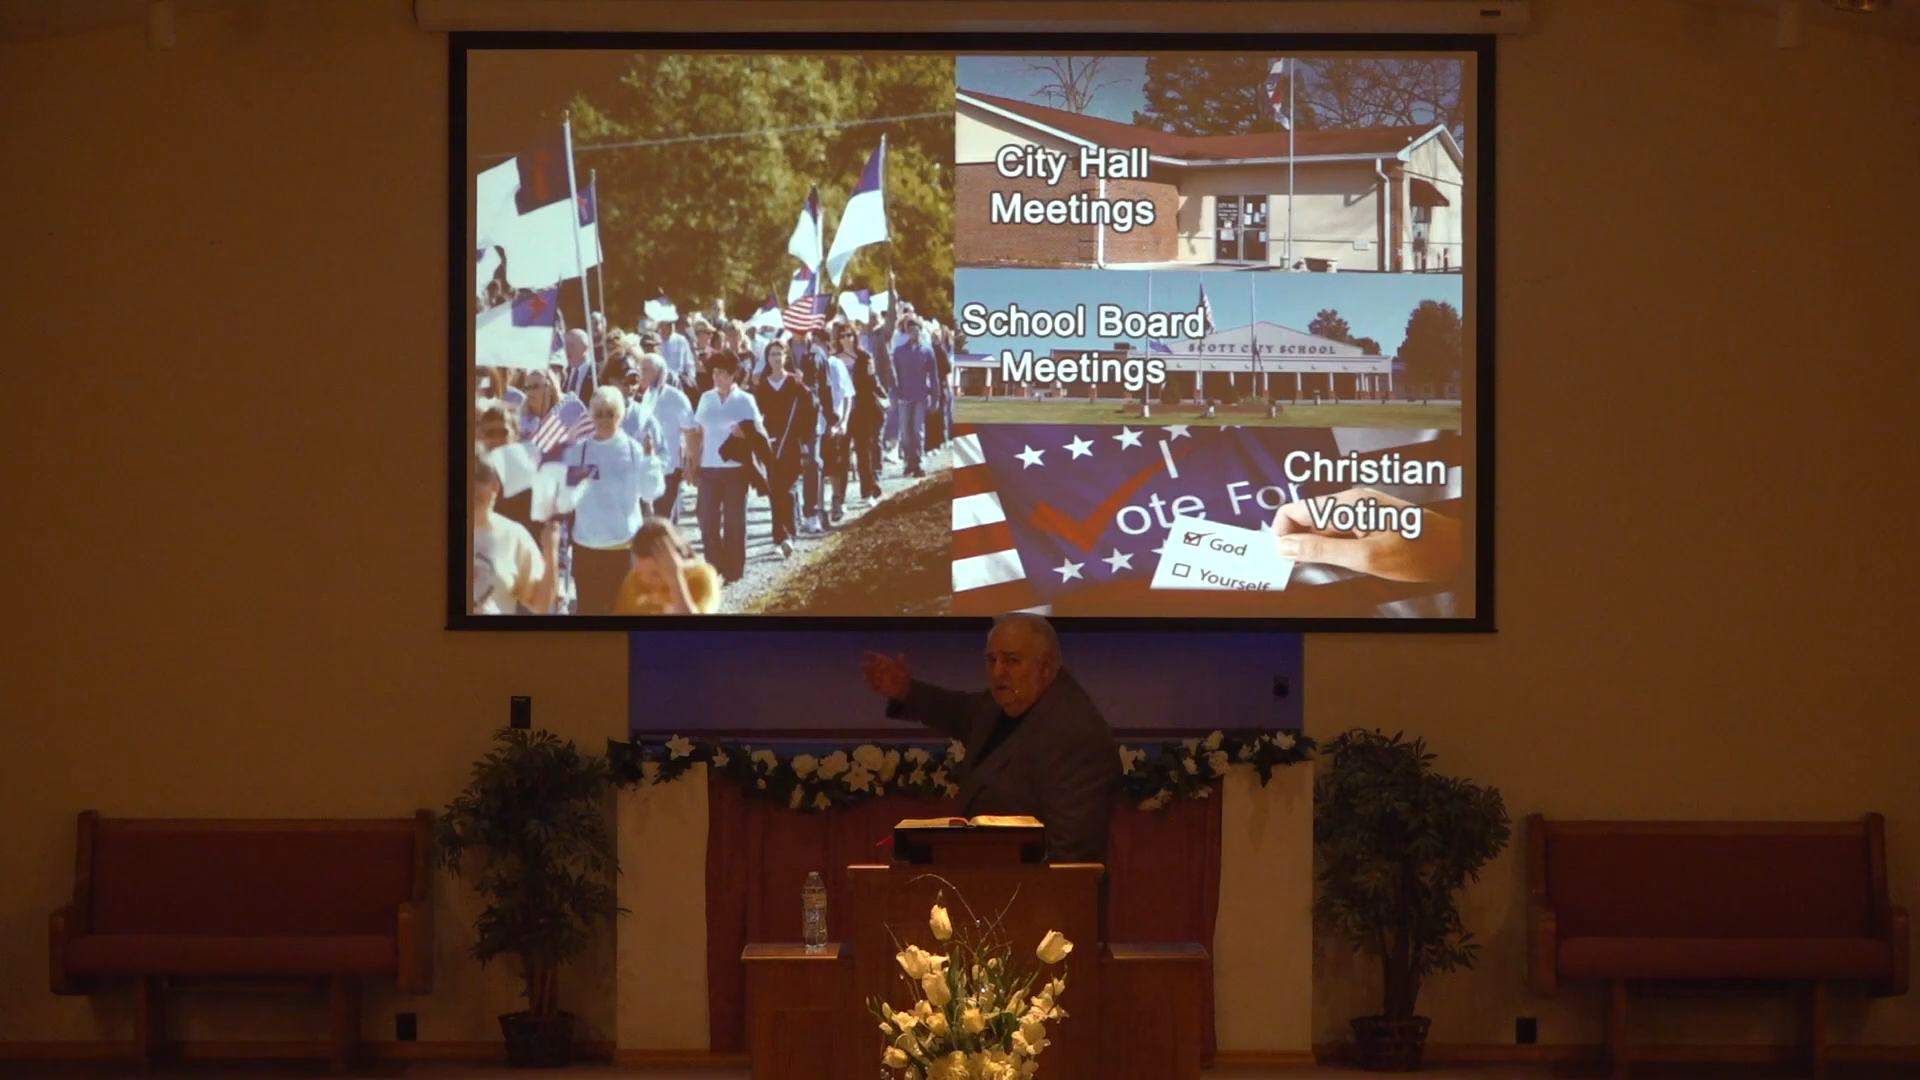 City Hall
Meetings
School Board
Meetings
SCOTT CITY SCHOOL
Christian
Voting
I
Vote For
God
Yourself